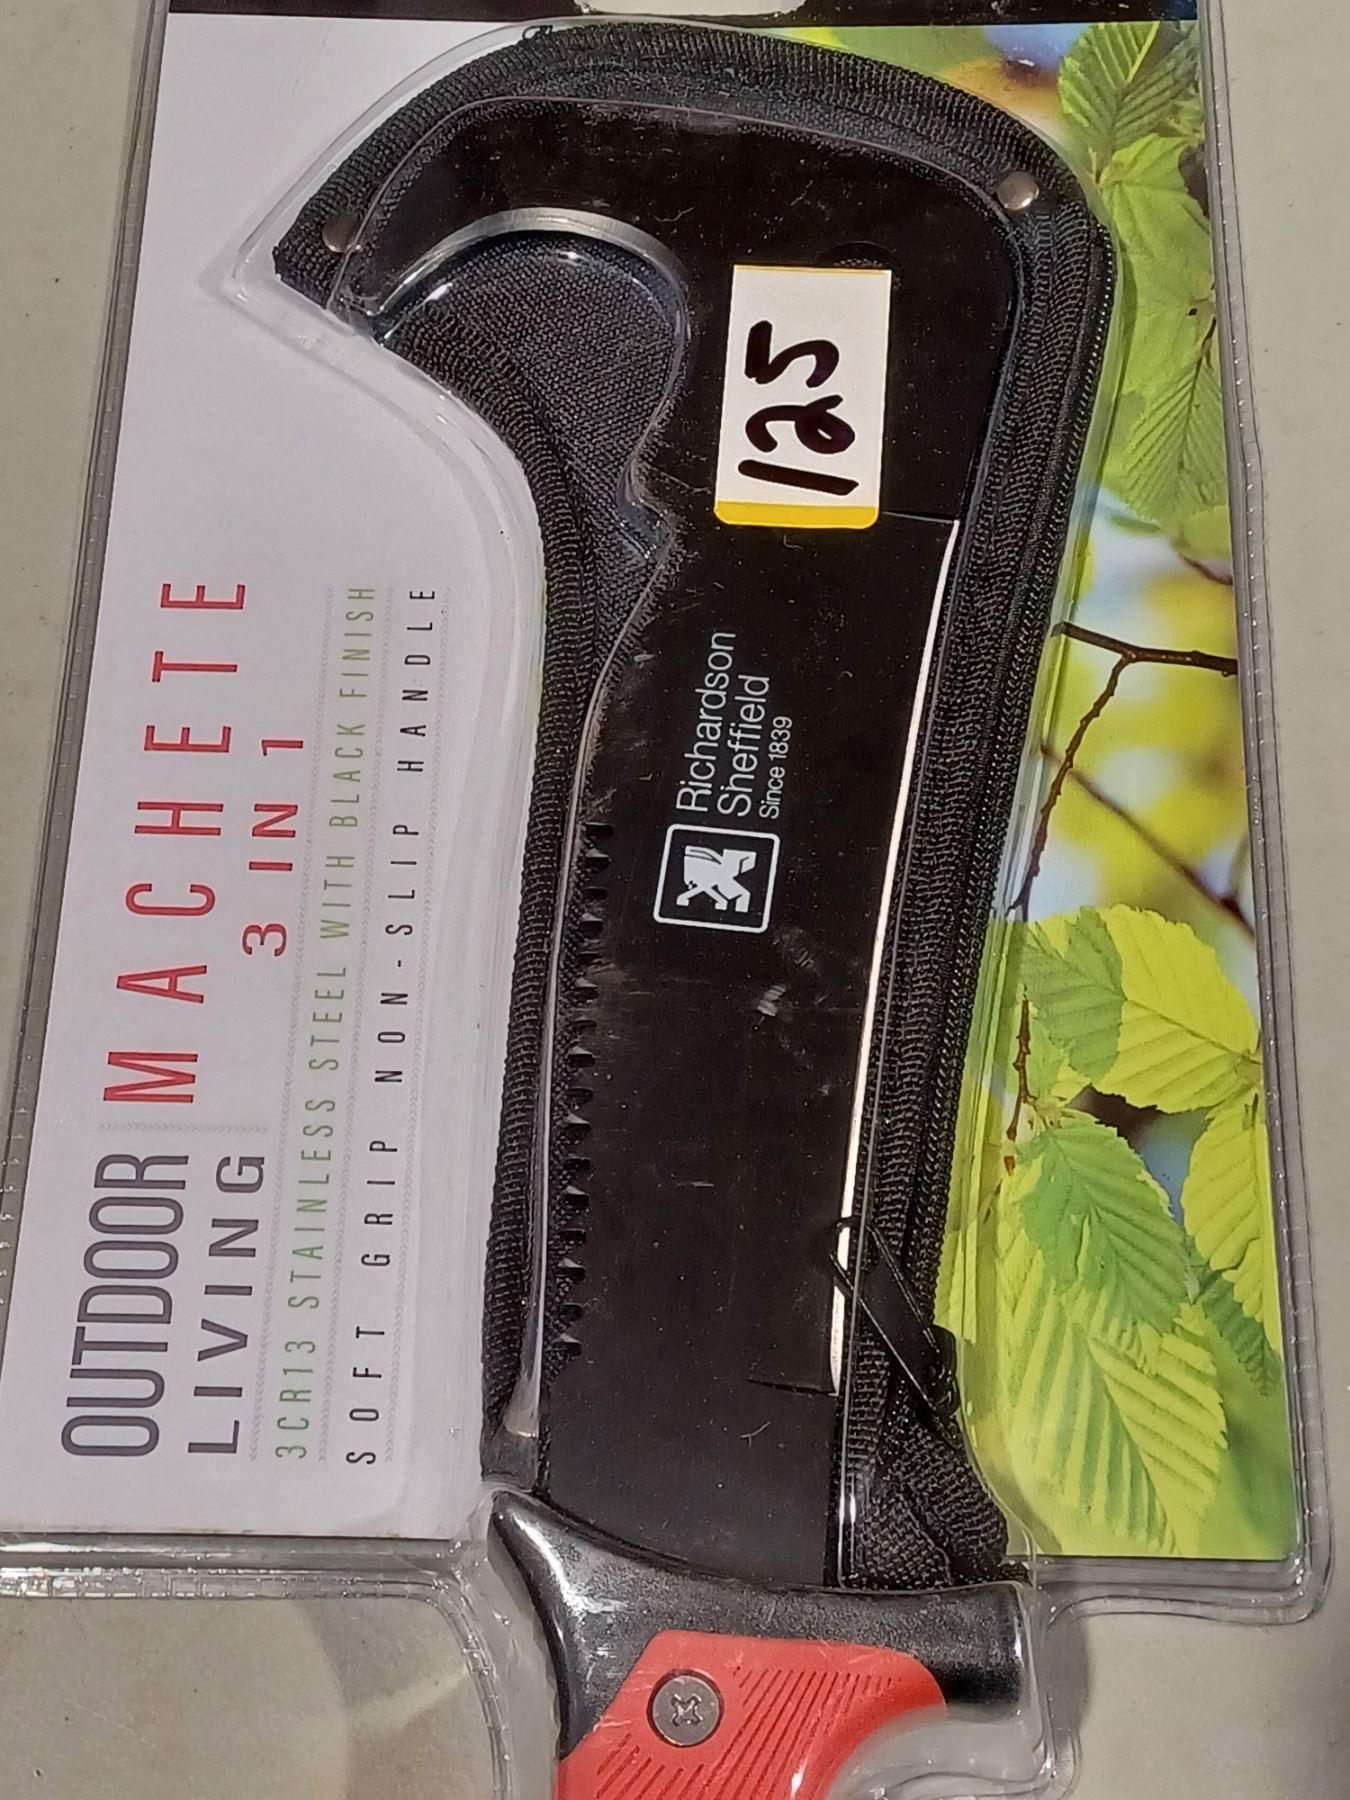 OUTDOOR
LIVING
MACHETE
3 IN 1
3CR13 STAINLESS STEEL WITH BLACK FINISH
SOFT GRIP NON-SLIP HANDLE
Richardson
Sheffield
Since 1839
125